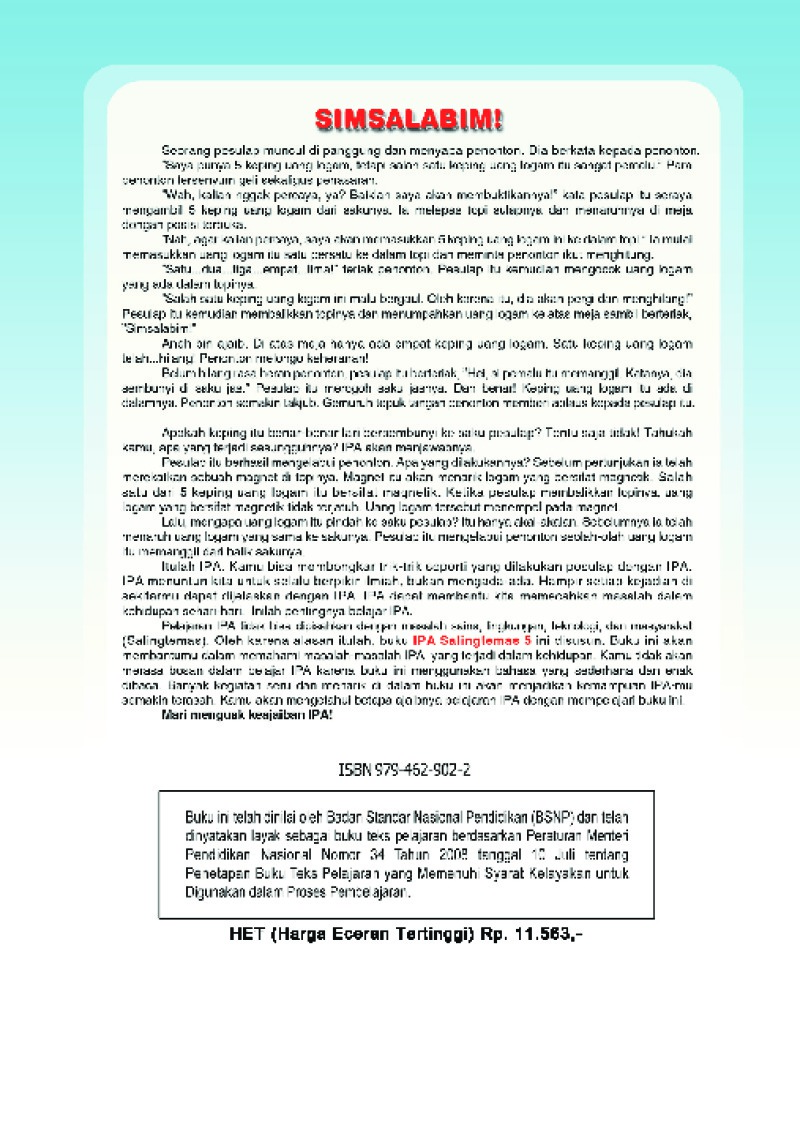 SIMSALABIM!
Seorang pesulap muncul di panggung dan menyapa penonton. Dia berkata kepada penonton.
"Saya punya 5 keping uang logam, tetapi salah satu keping uang logam itu sangat pemalu". Para
penonton tersenyum geli sekaligus penasaran.
"Wah, kalian nggak percaya, ya? Baiklah saya akan membuktikannya!" kata pesulap itu seraya
mengambil 5 keping uang logam dari sakunya. Ia melepas topi sulapnya dan menaruhnya di meja
dengan posisi terbuka.
"Nah, agar kalian percaya, saya akan memasukkan 5 keping uang logam ini ke dalam topi". Ia mulai
memasukkan uang logam itu satu persatu ke dalam topi dan meminta penonton ikut menghitung.
"Satu...dua...tiga...empat...lima!" teriak penonton. Pesulap itu kemudian mengocok uang logam
yang ada dalam topinya.
"Salah satu keping uang logam ini malu bergaul. Oleh karena itu, dia akan pergi dan menghilang!"
Pesulap itu kemudian membalikkan topinya dan menumpahkan uang logam ke atas meja sambil berteriak,
"Simsalabim!"
Aneh bin ajaib. Di atas meja hanya ada empat keping uang logam. Satu keping uang logam
telah...hilang! Penonton melongo keheranan!
Belum hilang rasa heran penonton, pesulap itu berteriak, "Hei, si pemalu itu memanggil. Katanya, dia
sembunyi di saku jas." Pesulap itu merogoh saku jasnya. Dan benar! Keping uang logam itu ada di
dalamnya. Penonton semakin takjub. Gemuruh tepuk tangan penonton memberi aplaus kepada pesulap itu.
Apakah keping itu benar-benar lari bersembunyi ke saku pesulap? Tentu saja tidak! Tahukah
kamu, apa yang terjadi sesungguhnya? IPA akan menjawabnya.
Pesulap itu berhasil mengelabui penonton. Apa yang dilakukannya? Sebelum pertunjukan ia telah
merekatkan sebuah magnet di topinya. Magnet itu akan menarik logam yang bersifat magnetik. Salah
satu dari 5 keping uang logam itu bersifat magnetik. Ketika pesulap membalikkan topinya, uang
logam yang bersifat magnetik tidak terjatuh. Uang logam tersebut menempel pada magnet.
Lalu, mengapa uang logam itu pindah ke saku pesulap? Itu hanya akal-akalan. Sebelumnya ia telah
menaruh uang logam yang sama ke sakunya. Pesulap itu mengelabui penonton seolah-olah uang logam
itu memanggil dari balik sakunya.
Itulah IPA. Kamu bisa membongkar trik-trik seperti yang dilakukan pesulap dengan IPA.
IPA menuntun kita untuk selalu berpikir ilmiah, bukan mengada-ada. Hampir setiap kejadian di
sekitarmu dapat dijelaskan dengan IPA. IPA dapat membantu kita memecahkan masalah dalam
kehidupan sehari-hari. Inilah pentingnya belajar IPA.
Pelajaran IPA tidak bisa dipisahkan dengan masalah sains, lingkungan, teknologi, dan masyarakat
(Salingtemas). Oleh karena alasan itulah, buku IPA Salingtemas 5 ini disusun. Buku ini akan
membantumu dalam memahami masalah-masalah IPA yang terjadi dalam kehidupan. Kamu tidak akan
merasa bosan dalam belajar IPA karena buku ini menggunakan bahasa yang sederhana dan enak
dibaca. Banyak kegiatan seru dan menarik di dalam buku ini akan menjadikan kemampuan IPA-mu
semakin terasah. Kamu akan mengetahui betapa ajaibnya pelajaran IPA dengan mempelajari buku ini.
Mari menguak keajaiban IPA!
ISBN 979-462-902-2
Buku ini telah dinilai oleh Badan Standar Nasional Pendidikan (BSNP) dan telah
dinyatakan layak sebagai buku teks pelajaran berdasarkan Peraturan Menteri
Pendidikan Nasional Nomor 34 Tahun 2008 tanggal 10 Juli tentang
Penetapan Buku Teks Pelajaran yang Memenuhi Syarat Kelayakan untuk
Digunakan dalam Proses Pembelajaran.
HET (Harga Eceran Tertinggi) Rp. 11.563,-